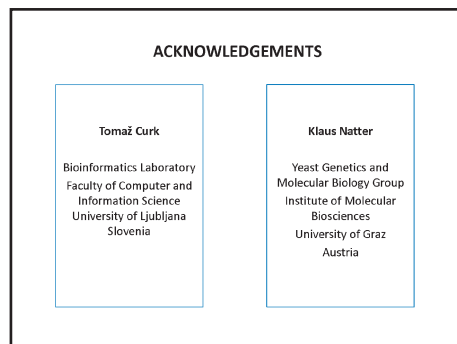 ACKNOWLEDGEMENTS
Tomaž Curk
Bioinformatics Laboratory
Faculty of Computer and
Information Science
University of Ljubljana
Slovenia
Klaus Natter
Yeast Genetics and
Molecular Biology Group
Institute of Molecular
Biosciences
University of Graz
Austria